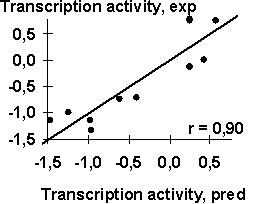 Transcription activity, exp
0,5
0,0
-0,5
-1,0
-1,5
r = 0,90
-1,5 -1,0 -0,5 0,0 0,5
Transcription activity, pred